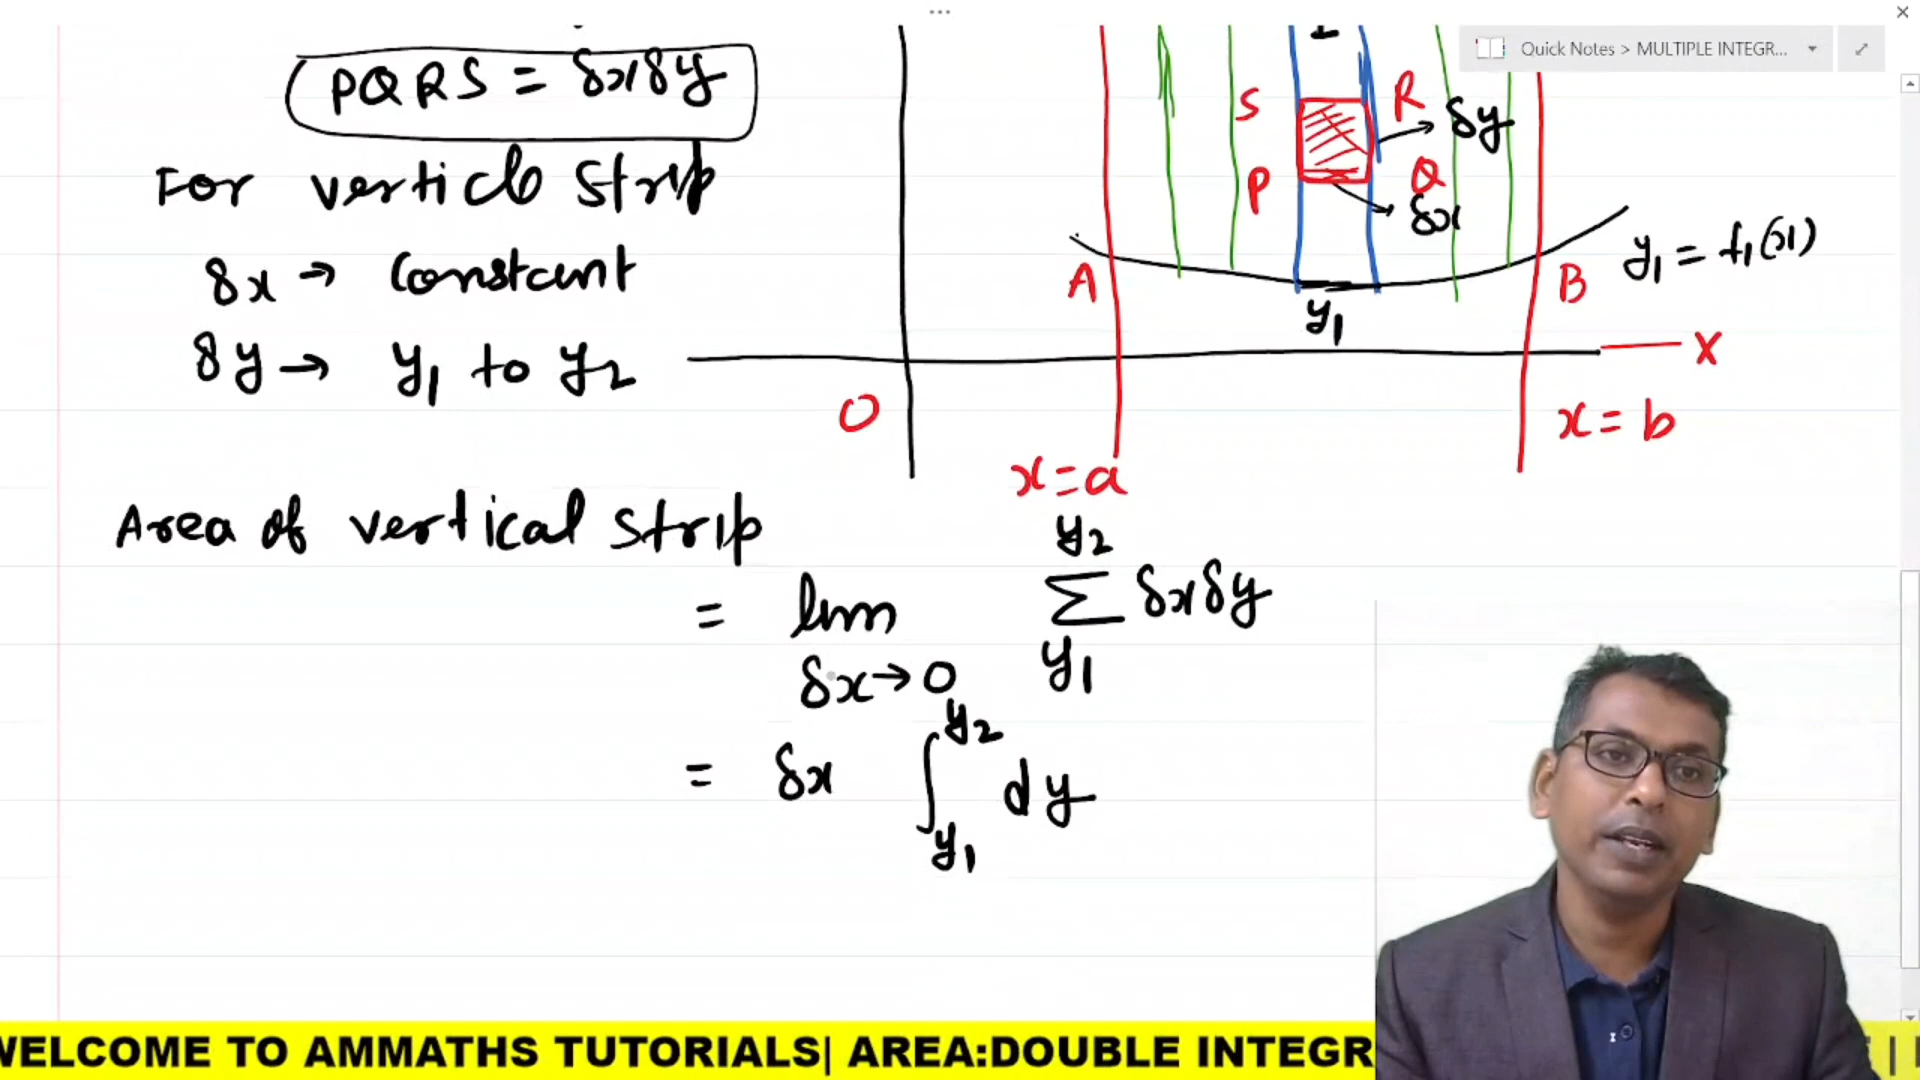 Quick Notes > MULTIPLE INTEGR...
PQRS = δxδy
For verticle Strip
δx → Constant
δy → y₁ to y₂
S
R
δy
P
Q
δx
A
B
y₁ = f₁(x)
y₁
X
O
x = a
x = b
Area of vertical Strip
= lim δx→0 ∑ y₁ y₂ δxδy
= δx ∫ y₁ y₂ dy
WELCOME TO AMMATHS TUTORIALS| AREA:DOUBLE INTEGR